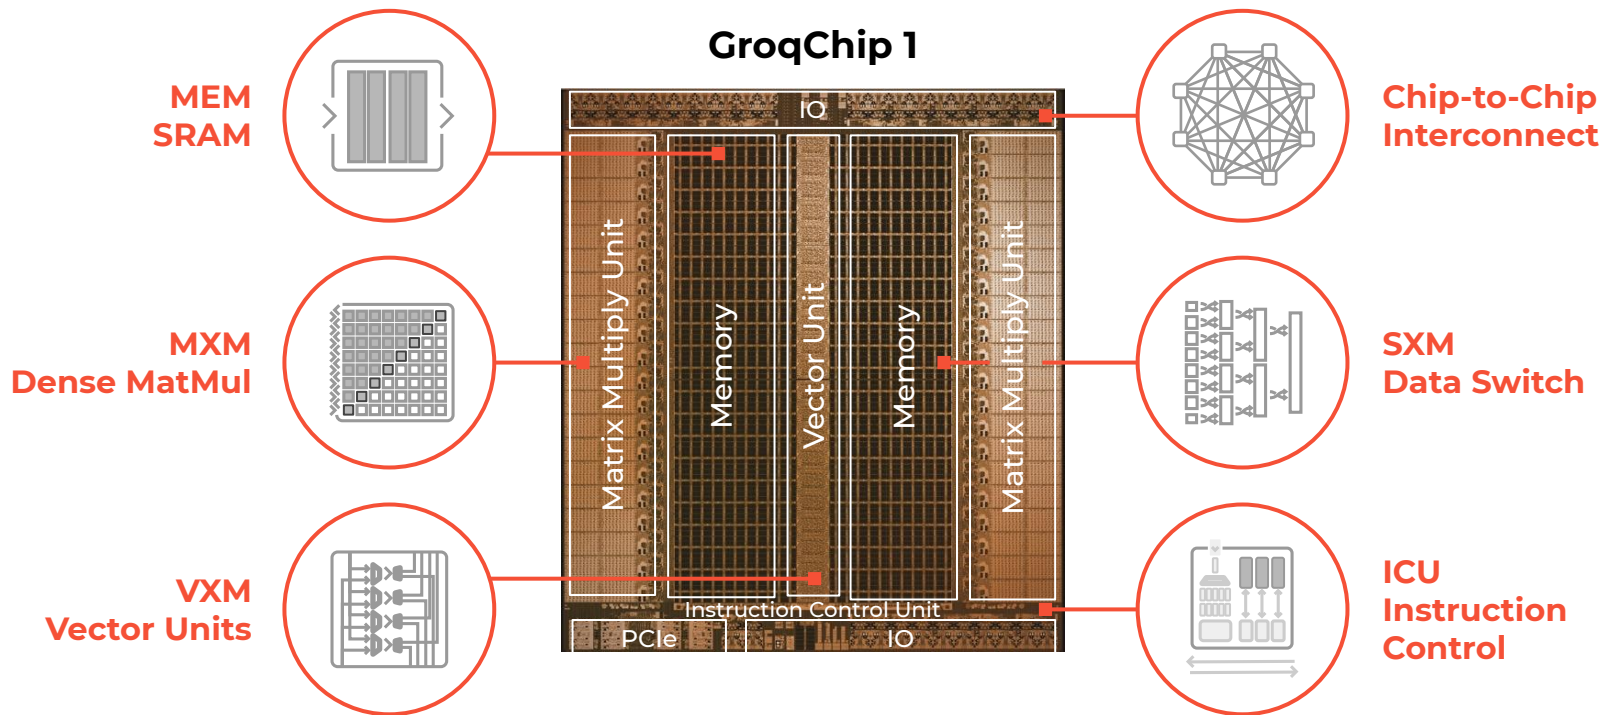 GroqChip 1
MEM
SRAM
MXM
Dense MatMul
VXM
Vector Units
IO
Matrix Multiply Unit
Memory
Vector Unit
Memory
Matrix Multiply Unit
Instruction Control Unit
PCIe
IO
Chip-to-Chip
Interconnect
SXM
Data Switch
ICU
Instruction
Control